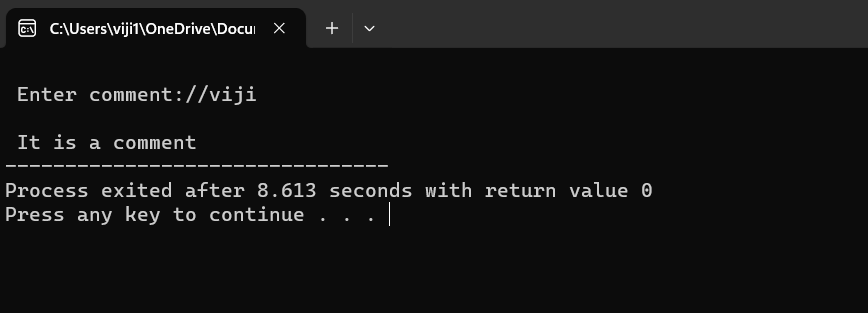 C:\Users\viji1\OneDrive\Docu
Enter comment://viji
It is a comment
--------------------------------
Process exited after 8.613 seconds with return value 0
Press any key to continue . . .